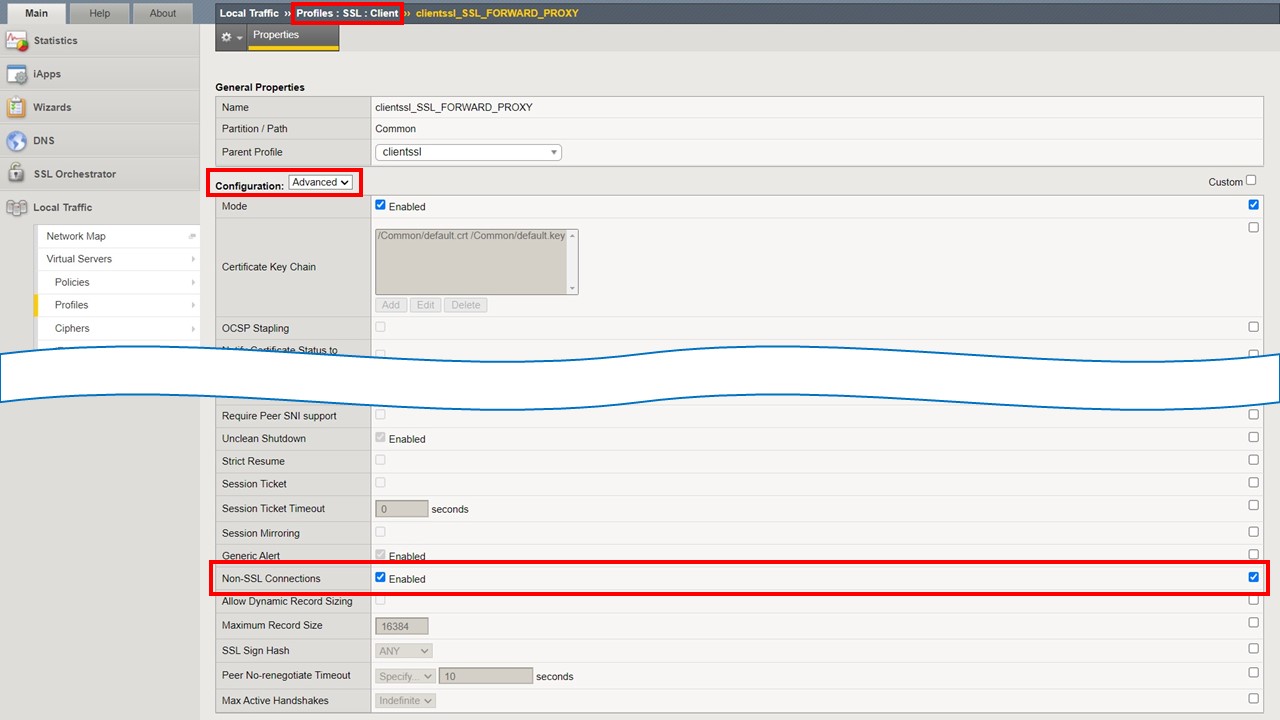 Main Help About
Local Traffic ›› Profiles : SSL : Client ›› clientssl_SSL_FORWARD_PROXY
Properties
Statistics
iApps
Wizards
DNS
SSL Orchestrator
Local Traffic
Network Map
Virtual Servers
Policies
Profiles
Ciphers
General Properties
Name clientssl_SSL_FORWARD_PROXY
Partition / Path Common
Parent Profile clientssl
Configuration: Advanced Custom
Mode Enabled
Certificate Key Chain /Common/default.crt /Common/default.key
Add Edit Delete
OCSP Stapling
Notify Certificate Status to
Require Peer SNI support
Unclean Shutdown Enabled
Strict Resume
Session Ticket
Session Ticket Timeout 0 seconds
Session Mirroring
Generic Alert Enabled
Non-SSL Connections Enabled
Allow Dynamic Record Sizing
Maximum Record Size 16384
SSL Sign Hash ANY
Peer No-renegotiate Timeout Specify... 10 seconds
Max Active Handshakes Indefinite